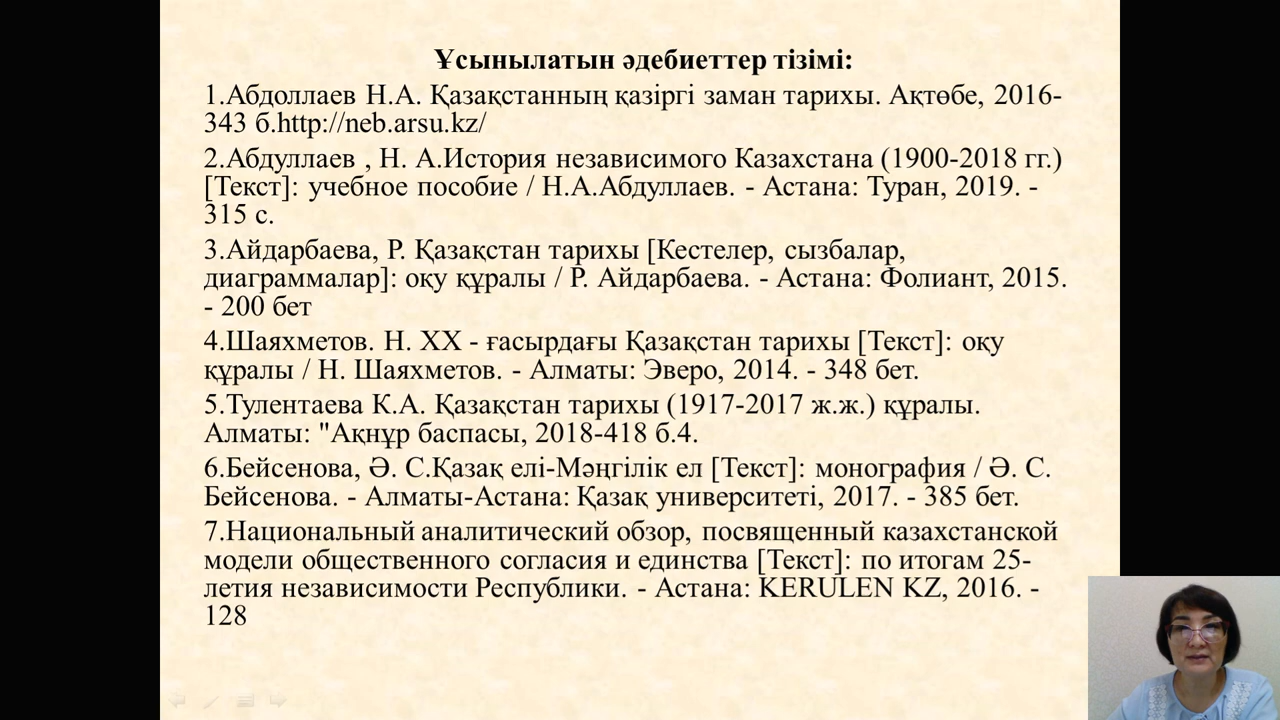 Ұсынылатын әдебиеттер тізімі:
1.Абдоллаев Н.А. Қазақстанның қазіргі заман тарихы. Ақтөбе, 2016-
343 б.http://neb.arsu.kz/
2.Абдуллаев , Н. А.История независимого Казахстана (1900-2018 гг.)
[Текст]: учебное пособие / Н.А.Абдуллаев. - Астана: Туран, 2019. -
315 с.
3.Айдарбаева, Р. Қазақстан тарихы [Кестелер, сызбалар,
диаграммалар]: оқу құралы / Р. Айдарбаева. - Астана: Фолиант, 2015.
- 200 бет
4.Шаяхметов. Н. ХХ - ғасырдағы Қазақстан тарихы [Текст]: оқу
құралы / Н. Шаяхметов. - Алматы: Эверо, 2014. - 348 бет.
5.Тулентаева К.А. Қазақстан тарихы (1917-2017 ж.ж.) құралы.
Алматы: "Ақнұр баспасы, 2018-418 б.4.
6.Бейсенова, Ә. С.Қазақ елі-Мәңгілік ел [Текст]: монография / Ә. С.
Бейсенова. - Алматы-Астана: Қазақ университеті, 2017. - 385 бет.
7.Национальный аналитический обзор, посвященный казахстанской
модели общественного согласия и единства [Текст]: по итогам 25-
летия независимости Республики. - Астана: KERULEN KZ, 2016. -
128